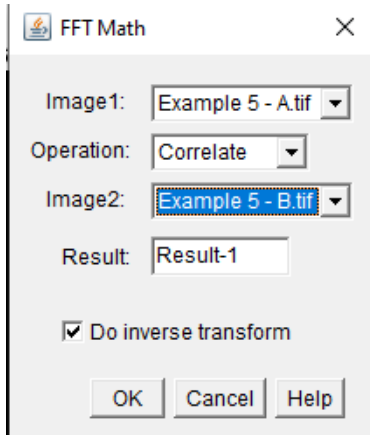 FFT Math
Image1: Example 5 - A.tif
Operation: Correlate
Image2: Example 5 - B.tif
Result: Result-1
Do inverse transform
OK Cancel Help